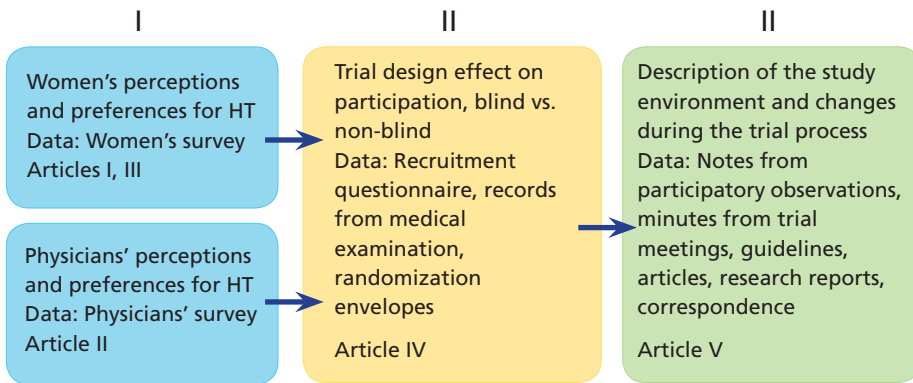 I
Women's perceptions
and preferences for HT
Data: Women's survey
Articles I, III
Physicians' perceptions
and preferences for HT
Data: Physicians' survey
Article II
II
Trial design effect on
participation, blind vs.
non-blind
Data: Recruitment
questionnaire, records
from medical
examination,
randomization
envelopes
Article IV
II
Description of the study
environment and changes
during the trial process
Data: Notes from
participatory observations,
minutes from trial
meetings, guidelines,
articles, research reports,
correspondence
Article V